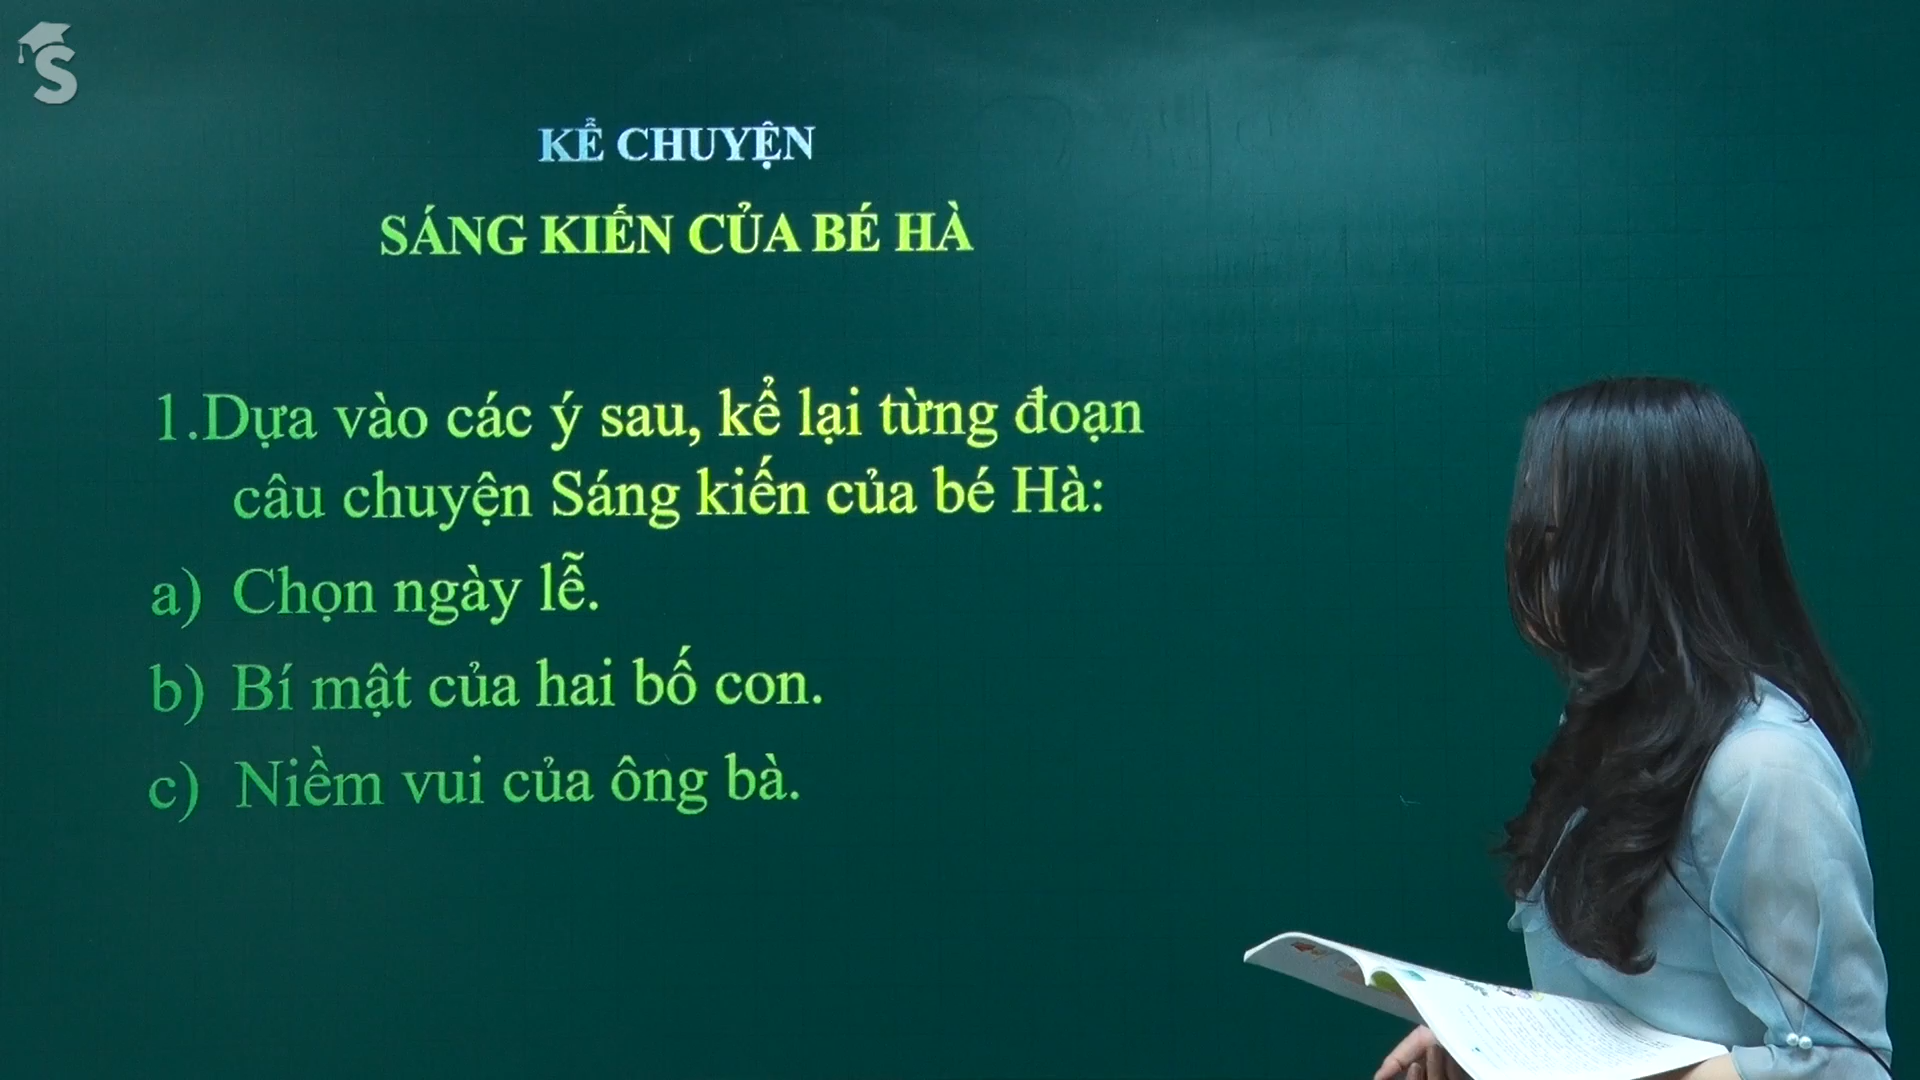 S
KỂ CHUYỆN
SÁNG KIẾN CỦA BÉ HÀ
1.Dựa vào các ý sau, kể lại từng đoạn
câu chuyện Sáng kiến của bé Hà:
a) Chọn ngày lễ.
b) Bí mật của hai bố con.
c) Niềm vui của ông bà.